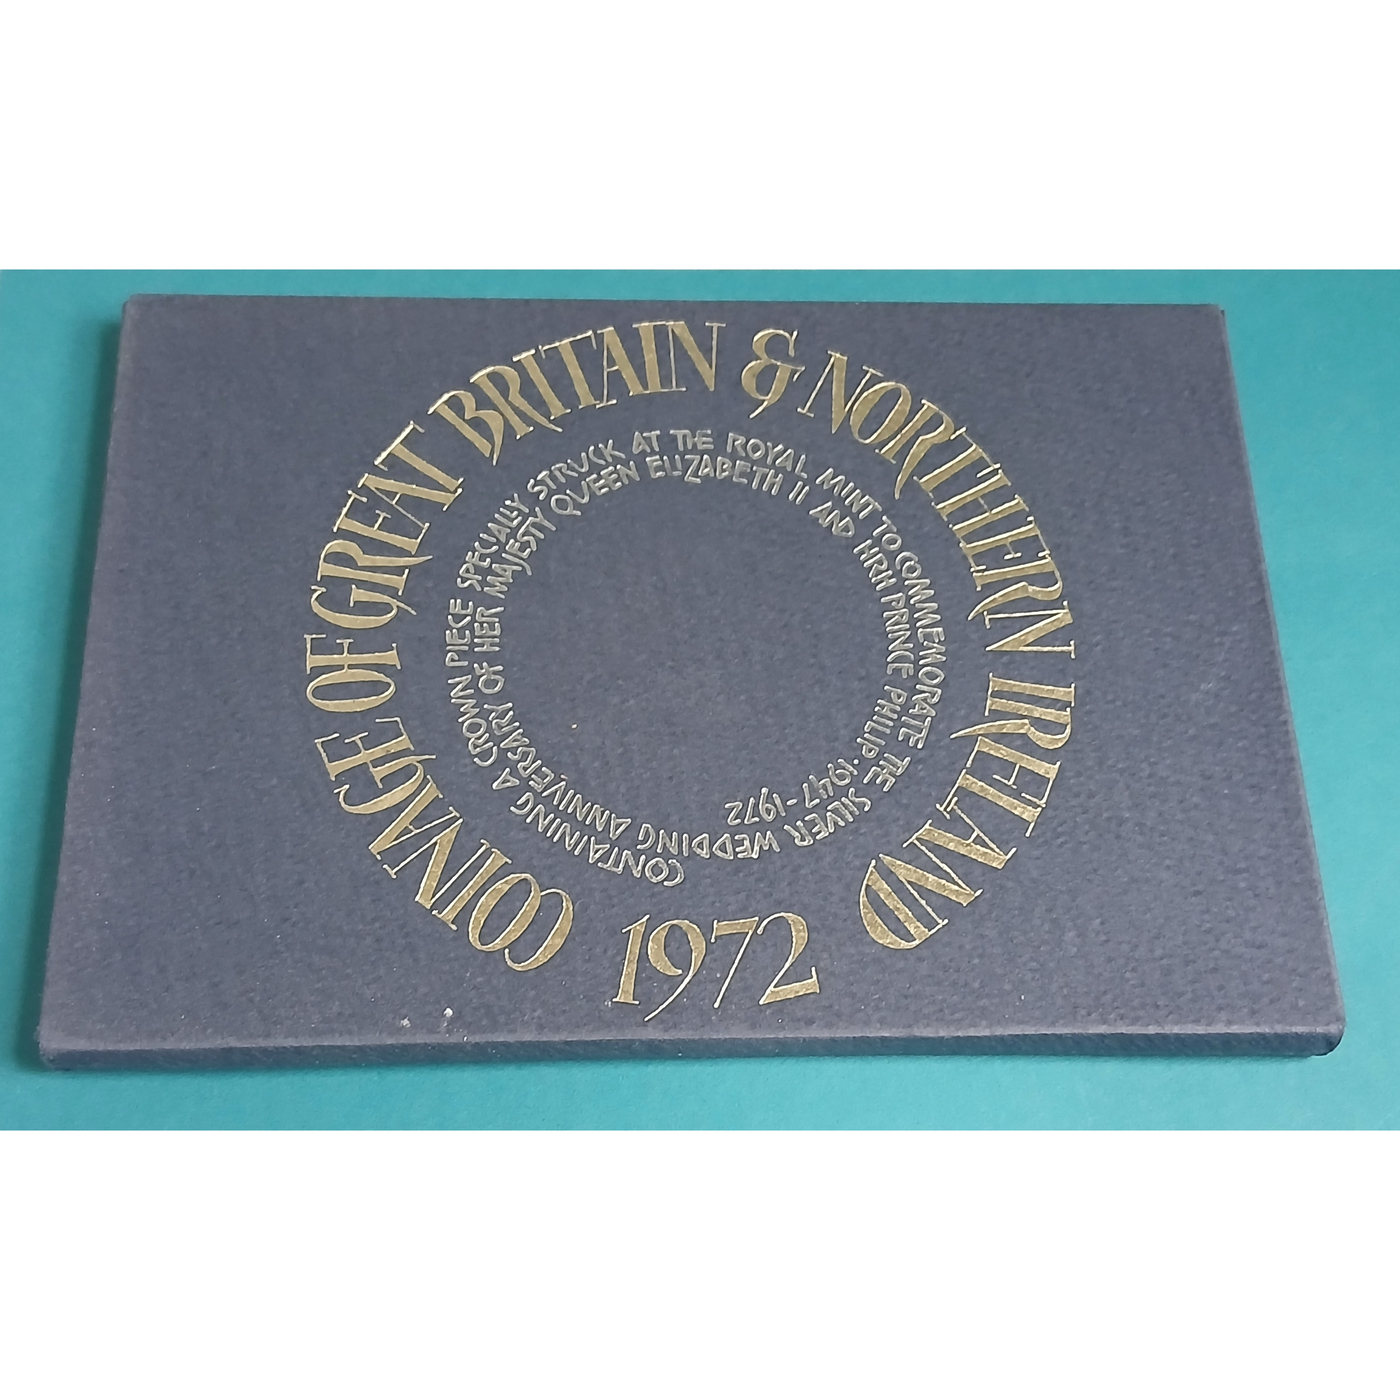 COINAGE OF GREAT BRITAIN & NORTHERN IRELAND
1972
CONTAINING A CROWN PIECE SPECIALLY STRUCK AT THE ROYAL MINT TO COMMEMORATE THE SILVER
WEDDING ANNIVERSARY OF HER MAJESTY QUEEN ELIZABETH II AND HRH PRINCE PHILIP · 1947-1972